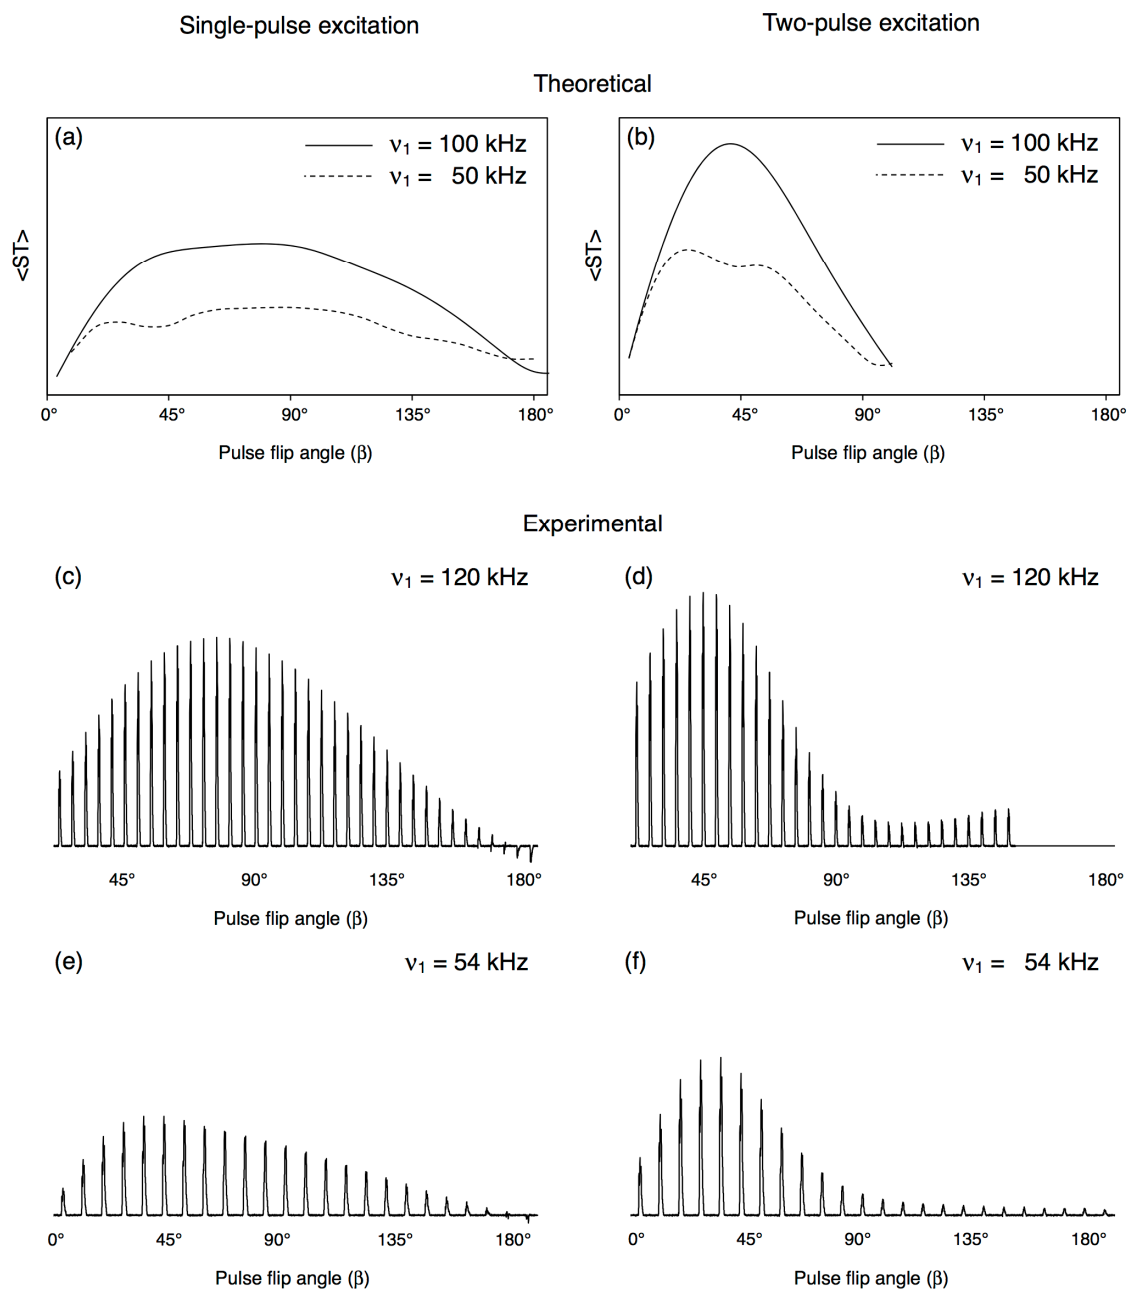 Single-pulse excitation
Two-pulse excitation
Theoretical
(a)
ν₁ = 100 kHz
ν₁ = 50 kHz
<ST>
0° 45° 90° 135° 180°
Pulse flip angle (β)
(b)
ν₁ = 100 kHz
ν₁ = 50 kHz
<ST>
0° 45° 90° 135° 180°
Pulse flip angle (β)
Experimental
(c)
ν₁ = 120 kHz
45° 90° 135° 180°
Pulse flip angle (β)
(d)
ν₁ = 120 kHz
45° 90° 135° 180°
Pulse flip angle (β)
(e)
ν₁ = 54 kHz
0° 45° 90° 135° 180°
Pulse flip angle (β)
(f)
ν₁ = 54 kHz
0° 45° 90° 135° 180°
Pulse flip angle (β)